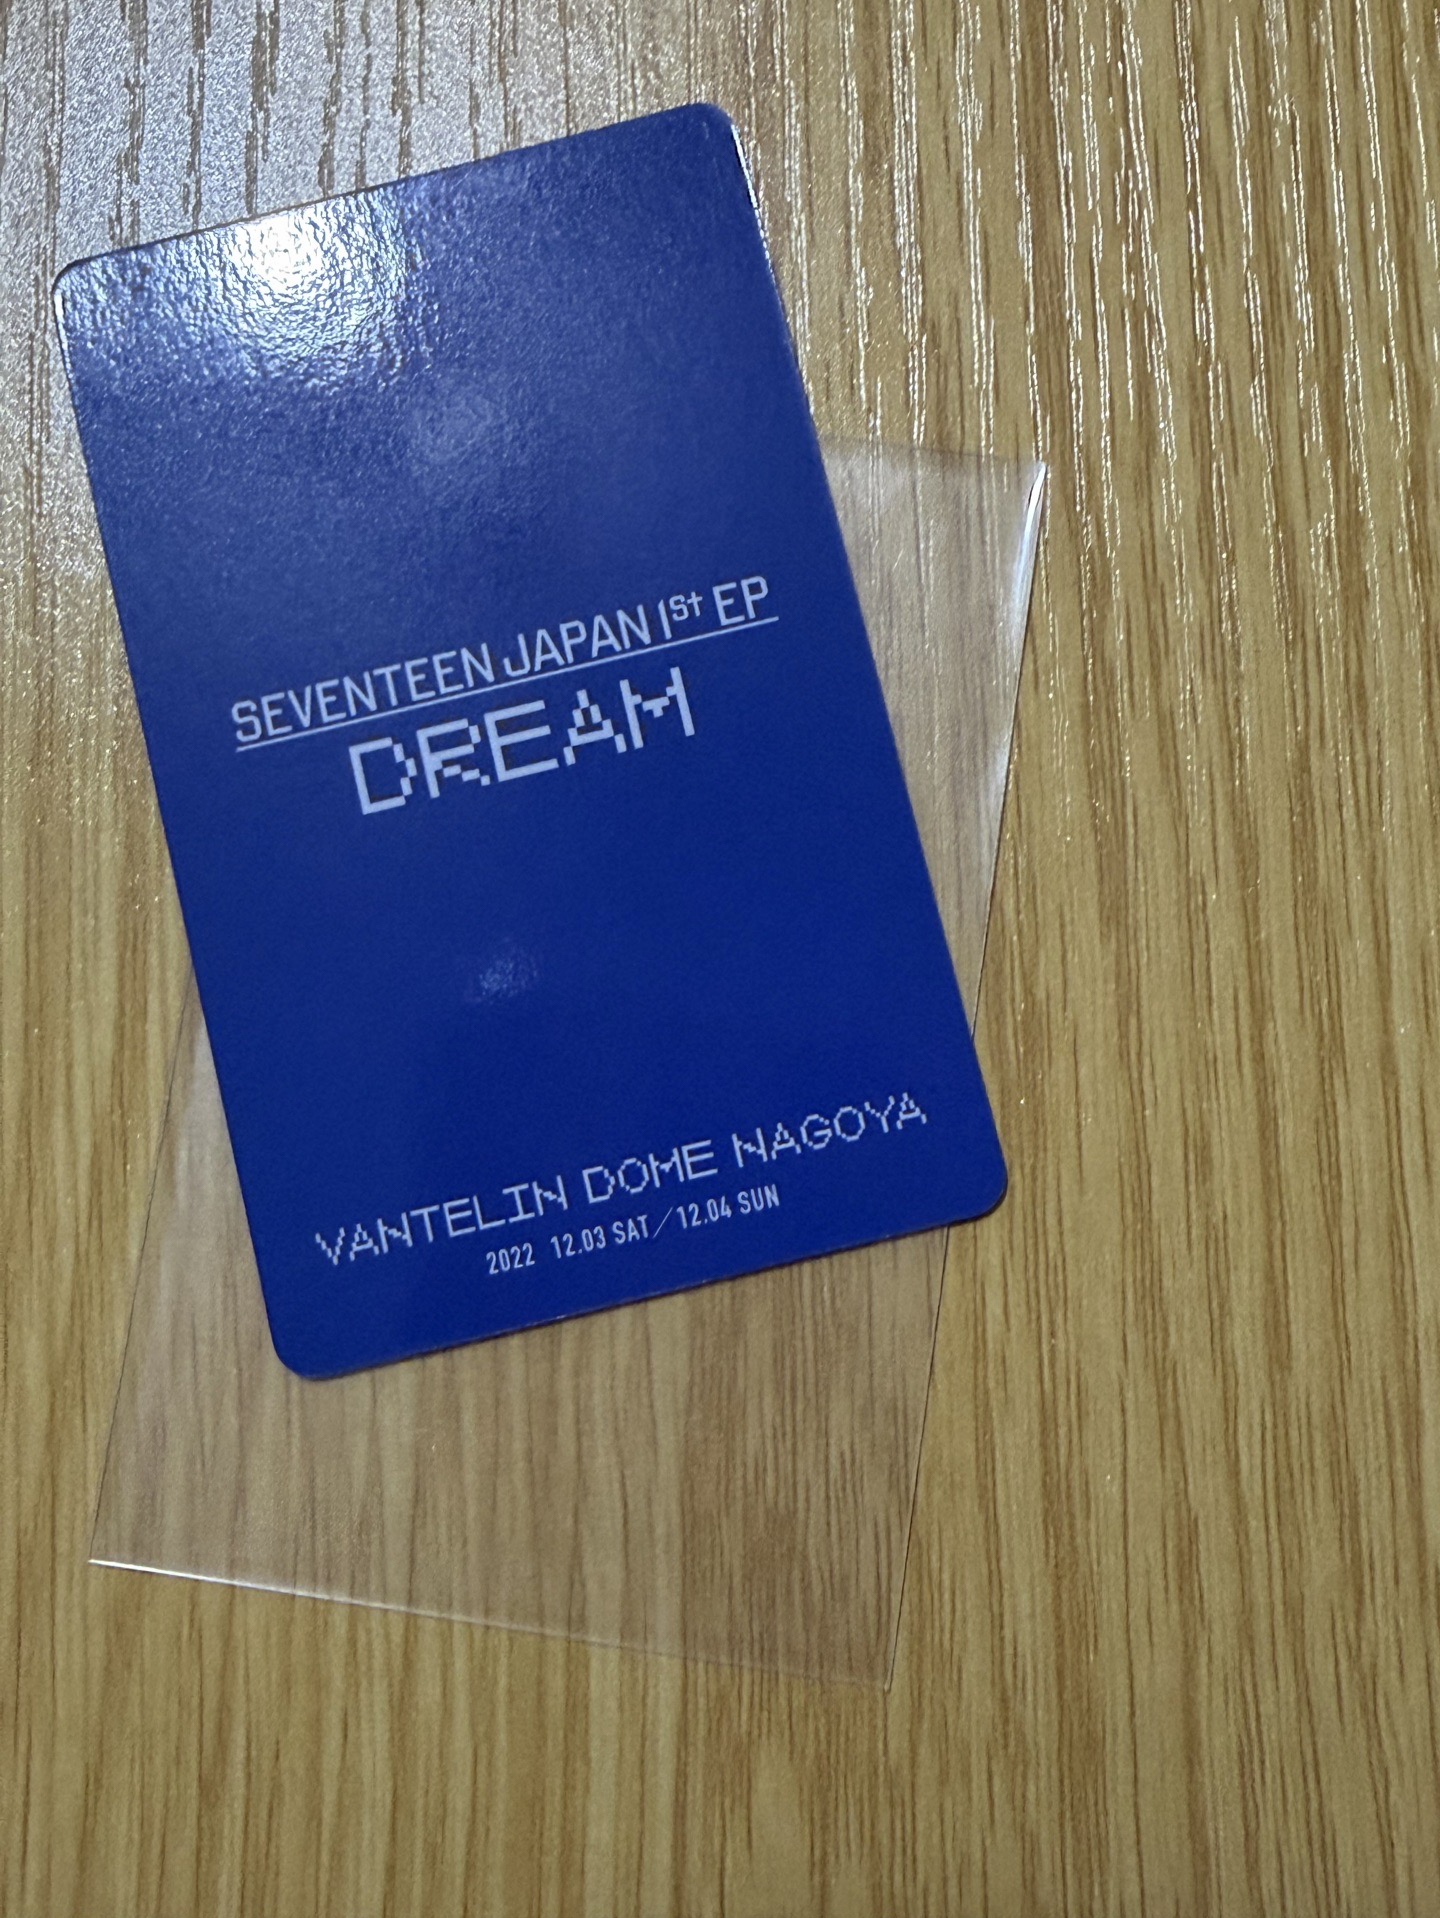 SEVENTEEN JAPAN 1st EP
DREAM
VANTELIN DOME NAGOYA
2022 12.03 SAT／12.04 SUN